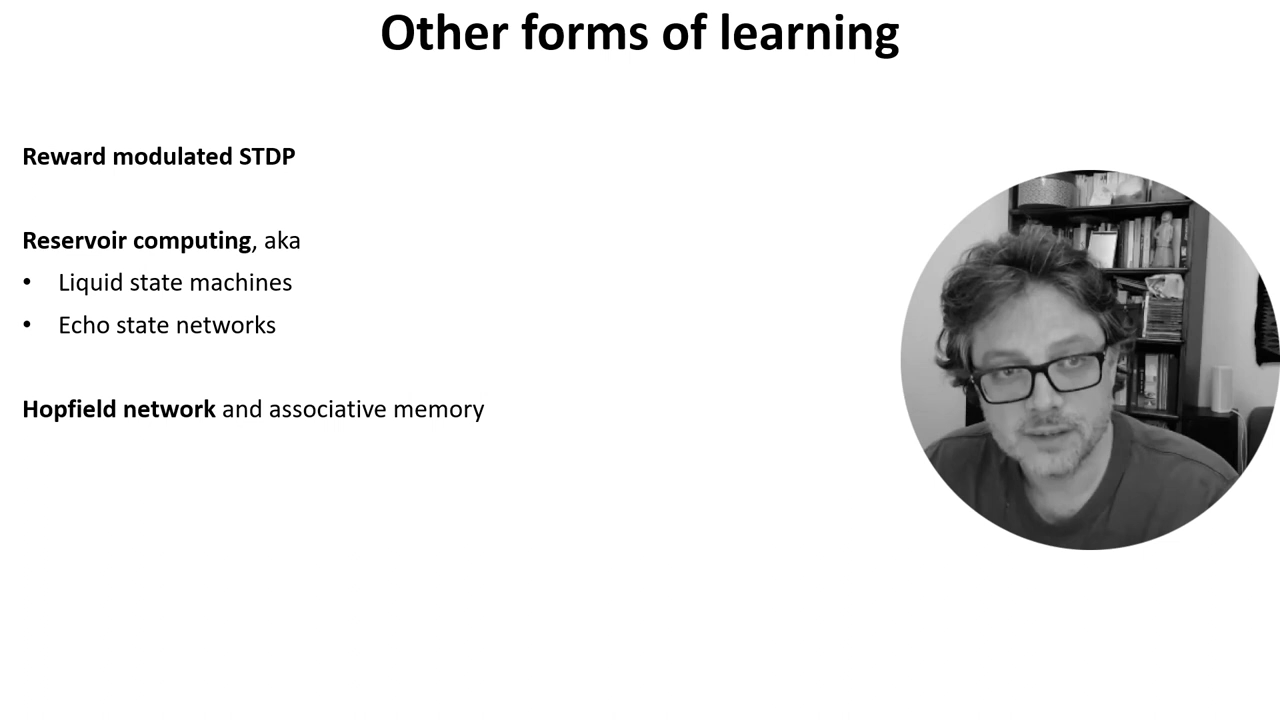 Other forms of learning
Reward modulated STDP
Reservoir computing, aka
• Liquid state machines
• Echo state networks
Hopfield network and associative memory